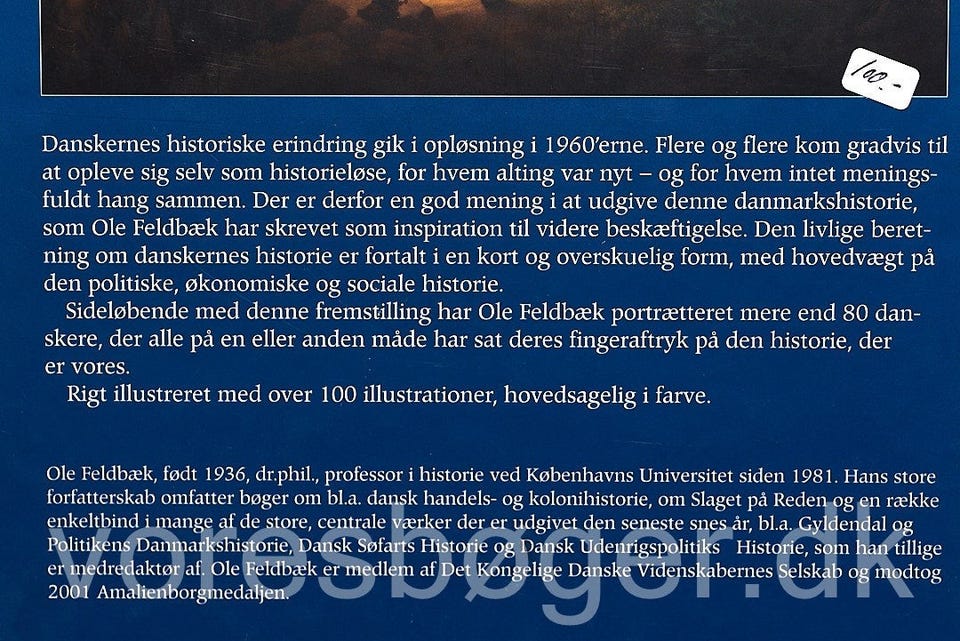 100.-
Danskernes historiske erindring gik i opløsning i 1960'erne. Flere og flere kom gradvis til
at opleve sig selv som historieløse, for hvem alting var nyt – og for hvem intet menings-
fuldt hang sammen. Der er derfor en god mening i at udgive denne danmarkshistorie,
som Ole Feldbæk har skrevet som inspiration til videre beskæftigelse. Den livlige beret-
ning om danskernes historie er fortalt i en kort og overskuelig form, med hovedvægt på
den politiske, økonomiske og sociale historie.
Sideløbende med denne fremstilling har Ole Feldbæk portrætteret mere end 80 dan-
skere, der alle på en eller anden måde har sat deres fingeraftryk på den historie, der
er vores.
Rigt illustreret med over 100 illustrationer, hovedsagelig i farve.
Ole Feldbæk, født 1936, dr.phil., professor i historie ved Københavns Universitet siden 1981. Hans store
forfatterskab omfatter bøger om bl.a. dansk handels- og kolonihistorie, om Slaget på Reden og en række
enkeltbind i mange af de store, centrale værker der er udgivet den seneste snes år, bl.a. Gyldendal og
Politikens Danmarkshistorie, Dansk Søfarts Historie og Dansk Udenrigspolitiks Historie, som han tillige
er medredaktør af. Ole Feldbæk er medlem af Det Kongelige Danske Videnskabernes Selskab og modtog
2001 Amalienborgmedaljen.
voresbøger.dk